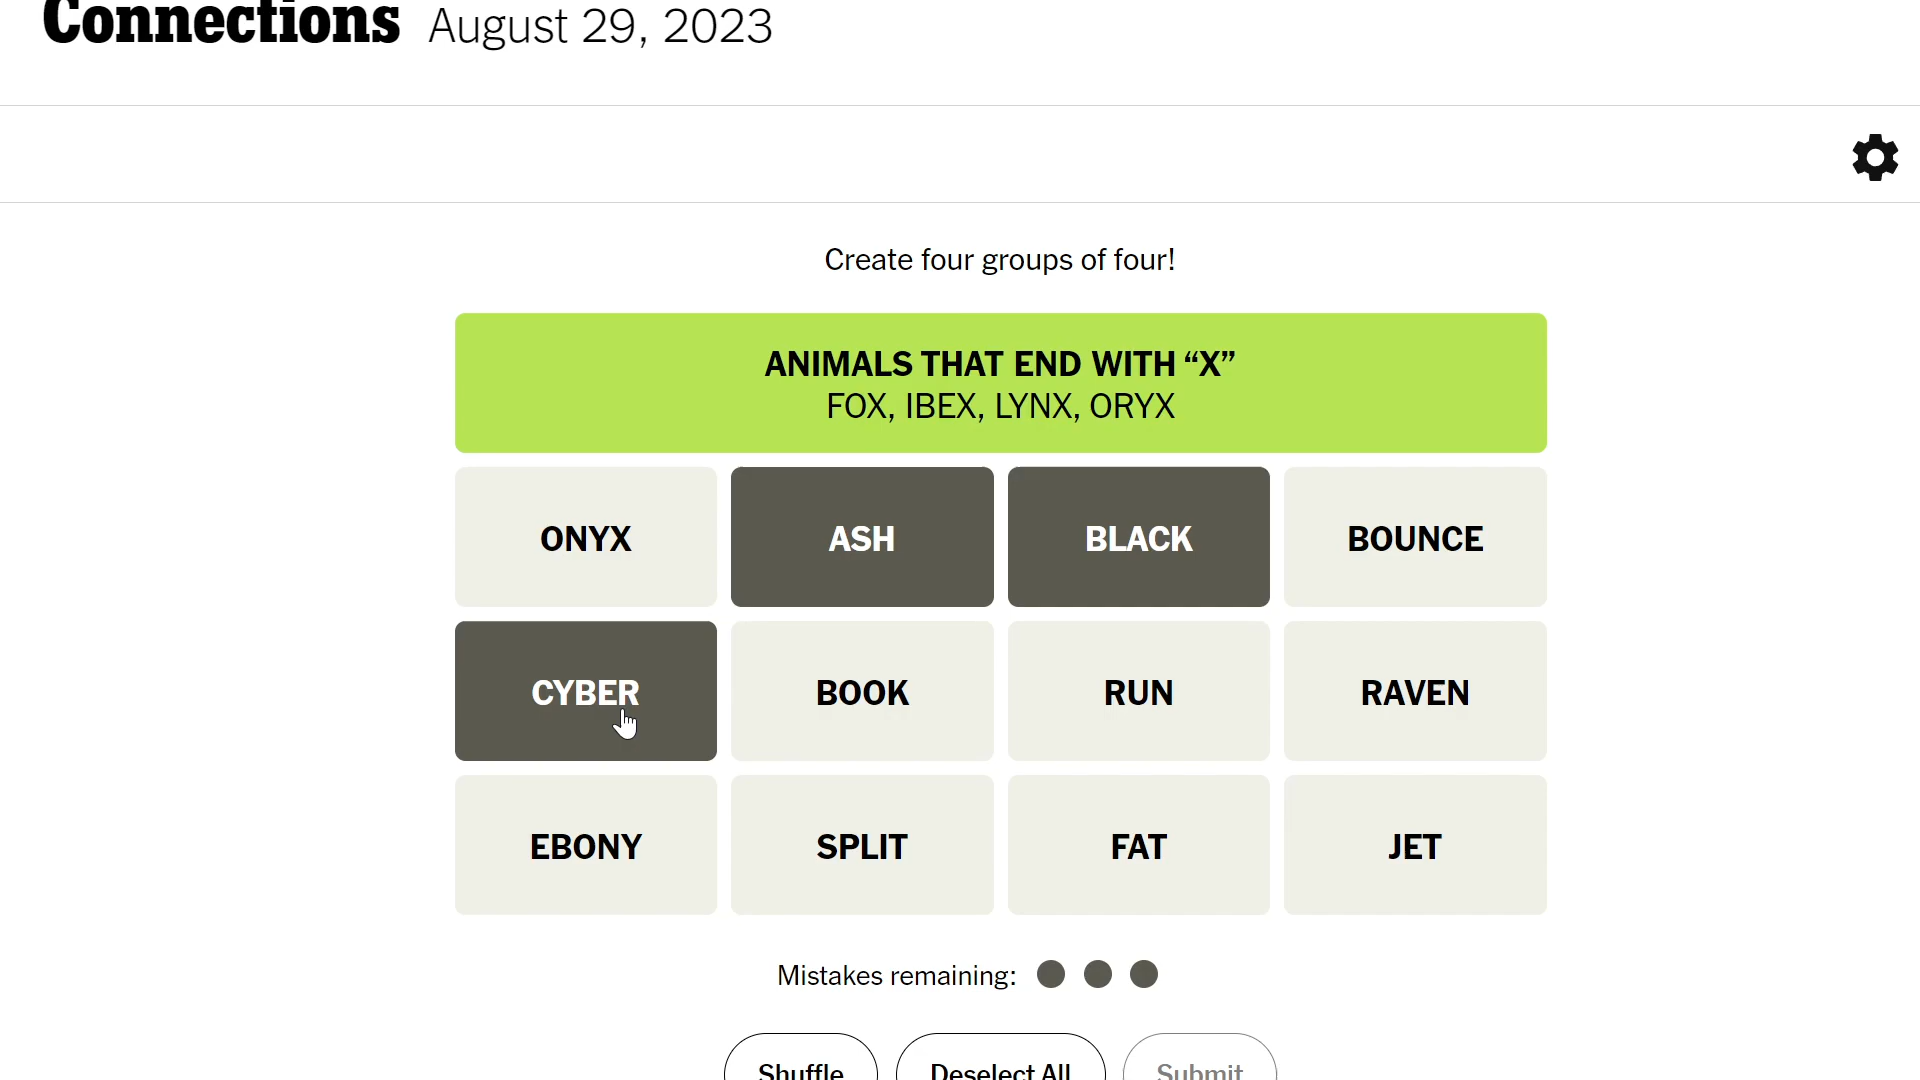 Connections August 29, 2023
Create four groups of four!
ANIMALS THAT END WITH “X”
FOX, IBEX, LYNX, ORYX
ONYX ASH BLACK BOUNCE
CYBER BOOK RUN RAVEN
EBONY SPLIT FAT JET
Mistakes remaining:
Shuffle Deselect All Submit